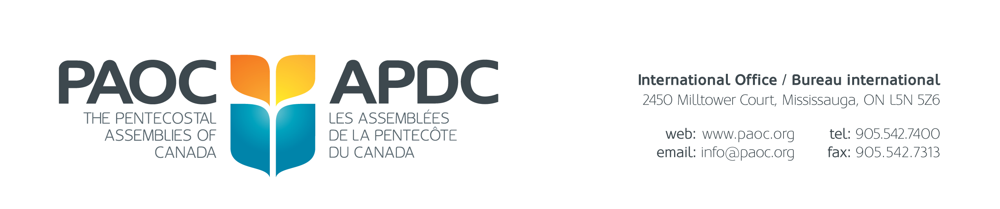 PAOC
THE PENTECOSTAL
ASSEMBLIES OF
CANADA
APDC
LES ASSEMBLÉES
DE LA PENTECÔTE
DU CANADA
International Office / Bureau international
2450 Milltower Court, Mississauga, ON L5N 5Z6
web: www.paoc.org
email: info@paoc.org
tel: 905.542.7400
fax: 905.542.7313